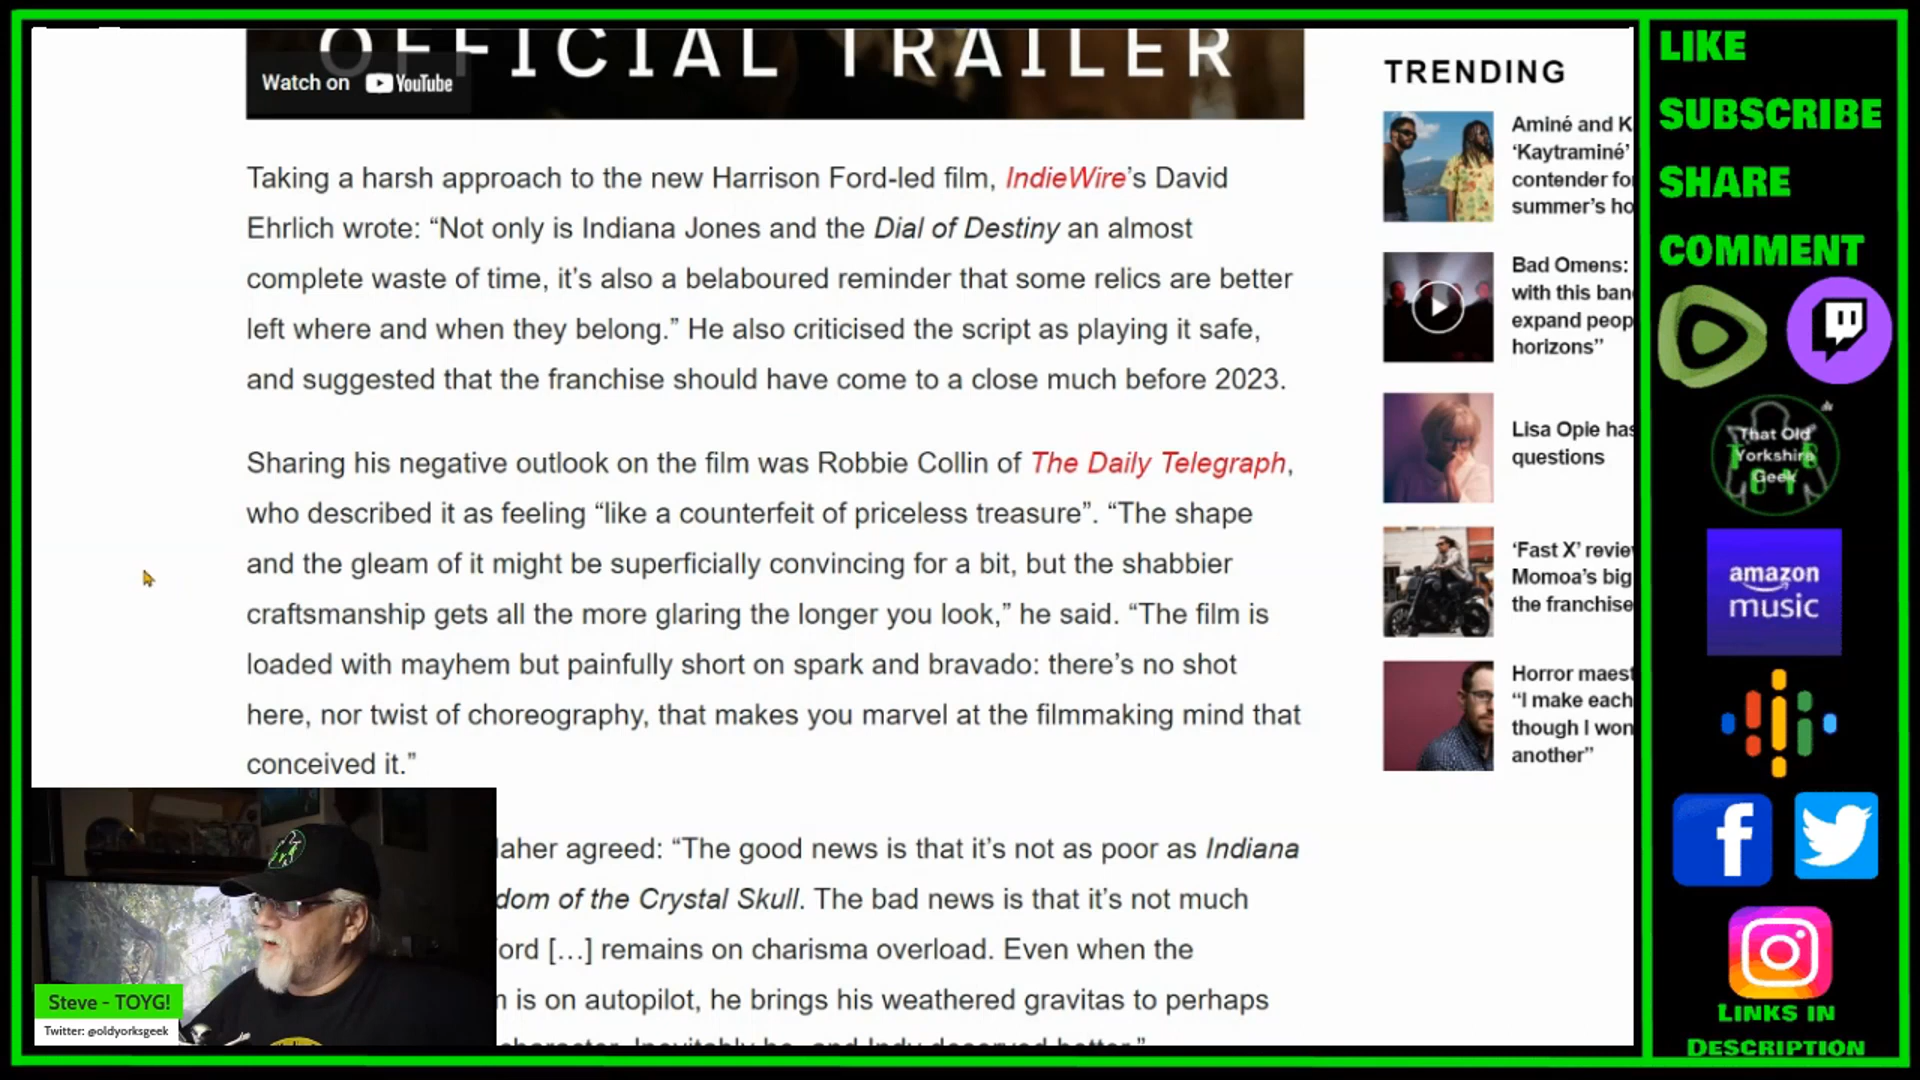 OFFICIAL TRAILER
Watch on YouTube
Taking a harsh approach to the new Harrison Ford-led film, IndieWire’s David
Ehrlich wrote: “Not only is Indiana Jones and the Dial of Destiny an almost
complete waste of time, it’s also a belaboured reminder that some relics are better
left where and when they belong.” He also criticised the script as playing it safe,
and suggested that the franchise should have come to a close much before 2023.
Sharing his negative outlook on the film was Robbie Collin of The Daily Telegraph,
who described it as feeling “like a counterfeit of priceless treasure”. “The shape
and the gleam of it might be superficially convincing for a bit, but the shabbier
craftsmanship gets all the more glaring the longer you look,” he said. “The film is
loaded with mayhem but painfully short on spark and bravado: there’s no shot
here, nor twist of choreography, that makes you marvel at the filmmaking mind that
conceived it.”
aher agreed: “The good news is that it’s not as poor as Indiana
dom of the Crystal Skull. The bad news is that it’s not much
ord […] remains on charisma overload. Even when the
is on autopilot, he brings his weathered gravitas to perhaps
character. Inevitably he, and Indy deserved better.”
TRENDING
Aminé and K
‘Kaytraminé’
contender fo
summer’s ho
Bad Omens:
with this ban
expand peop
horizons”
Lisa Opie has
questions
‘Fast X’ revie
Momoa’s big
the franchise
Horror maest
“I make each
though I won
another”
Steve - TOYG!
Twitter: @oldyorksgeek
LIKE
SUBSCRIBE
SHARE
COMMENT
That Old
Yorkshire
Geek
amazon
music
LINKS IN
DESCRIPTION